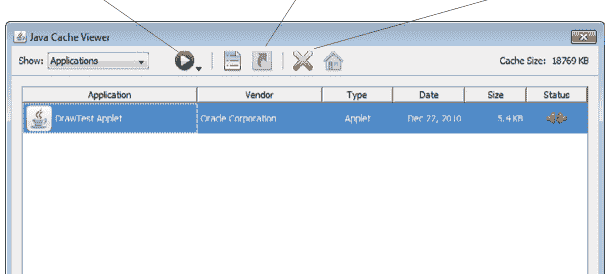 Java Cache Viewer
Show: Applications Cache Size: 18769 KB
Application Vendor Type Date Size Status
DrawTest Applet Oracle Corporation Applet Dec 22, 2010 5.4 KB